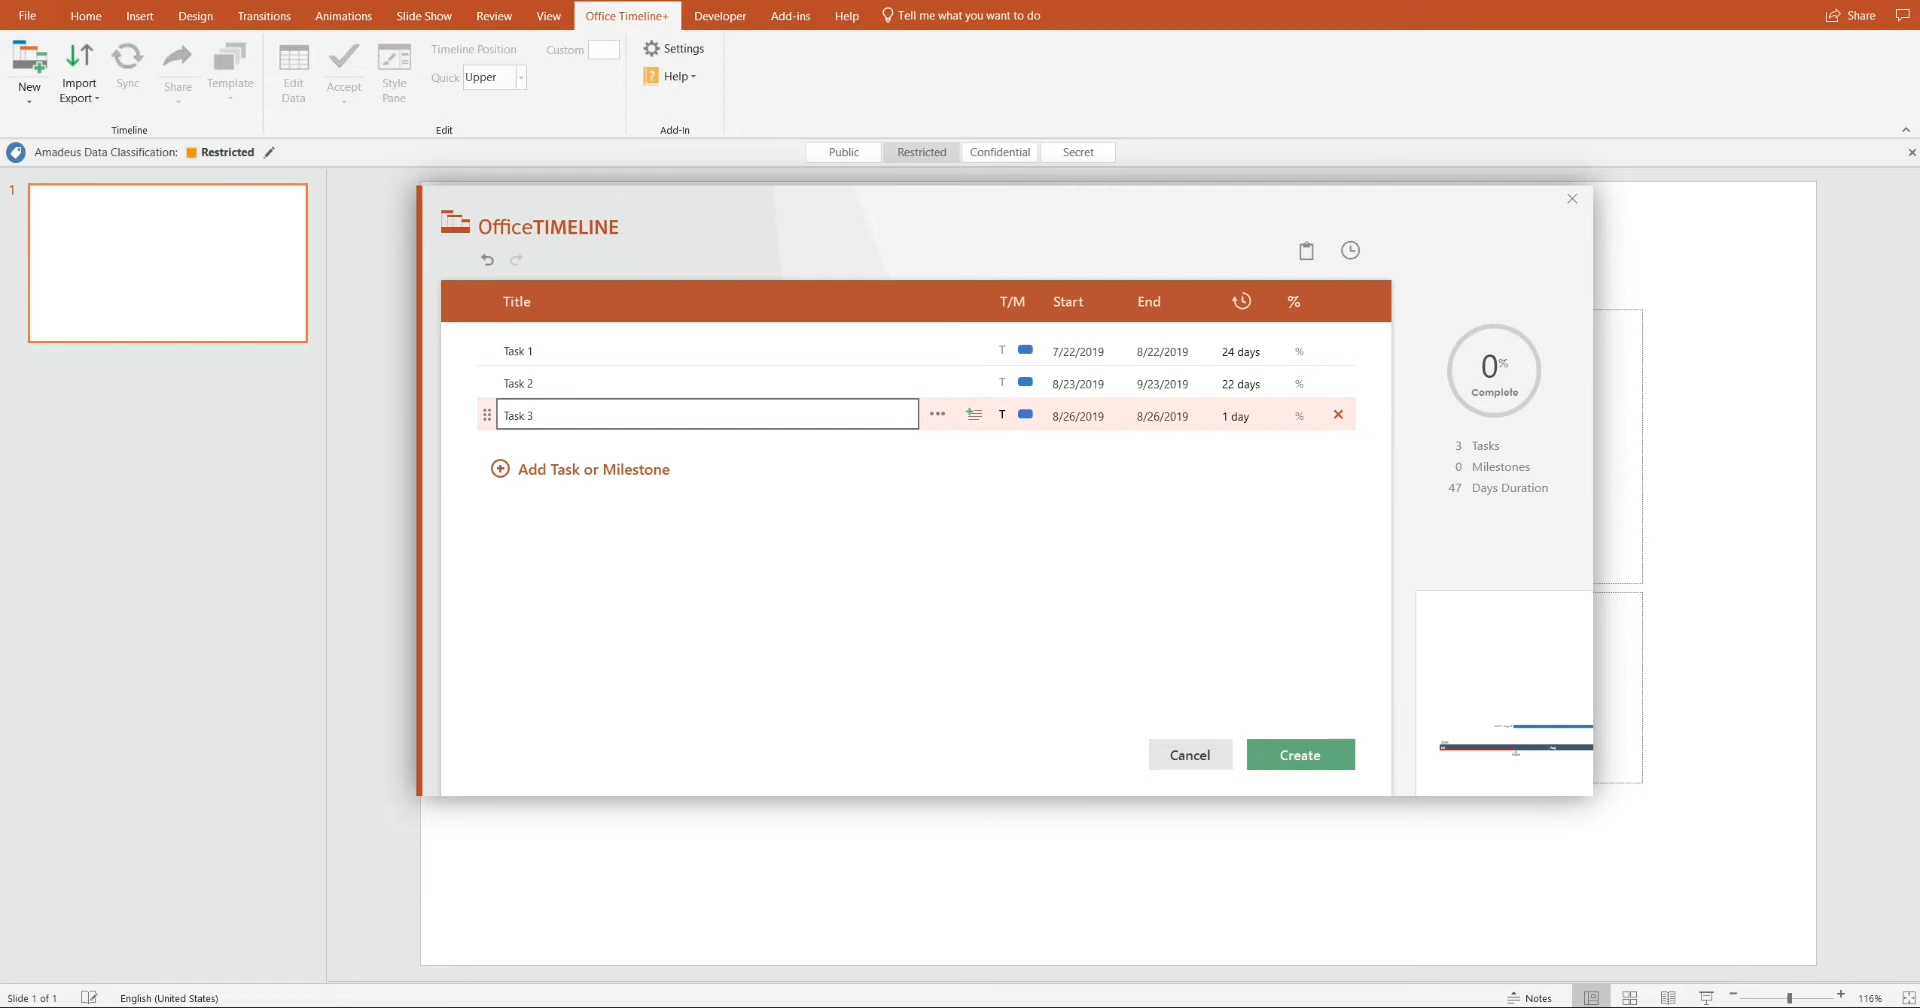 File Home Insert Design Transitions Animations Slide Show Review View Office Timeline+ Developer Add-ins Help Tell me what you want to do Share
New Import Export Sync Share Template Edit Data Accept Style Pane
Timeline Position Custom
Quick Upper
Settings
Help
Timeline Edit Add-In
Amadeus Data Classification: Restricted Public Restricted Confidential Secret
1
OfficeTIMELINE
Title T/M Start End %
Task 1 T 7/22/2019 8/22/2019 24 days %
Task 2 T 8/23/2019 9/23/2019 22 days %
Task 3 T 8/26/2019 8/26/2019 1 day %
Add Task or Milestone
0%
Complete
3 Tasks
0 Milestones
47 Days Duration
Cancel Create
Slide 1 of 1 English (United States) Notes 116%